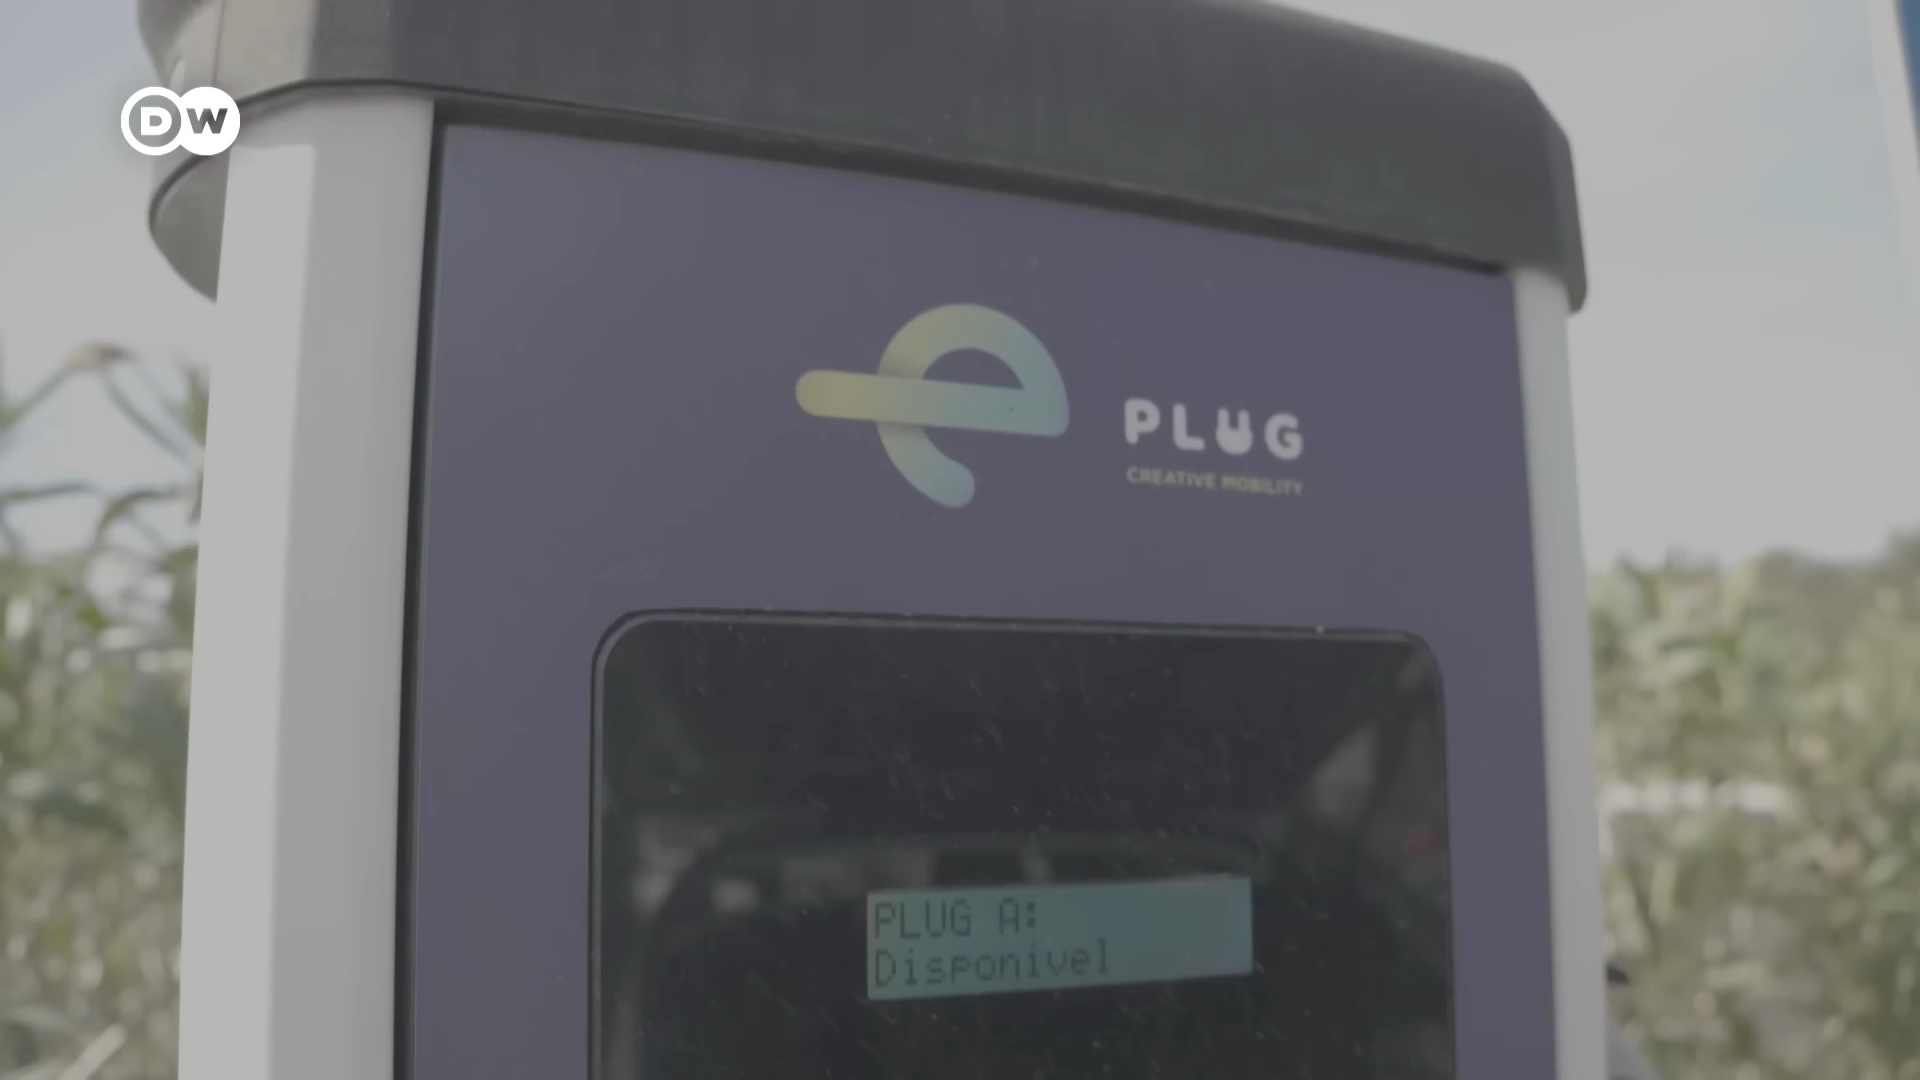 DW
e
PLUG
CREATIVE MOBILITY
PLUG A:
Disponivel